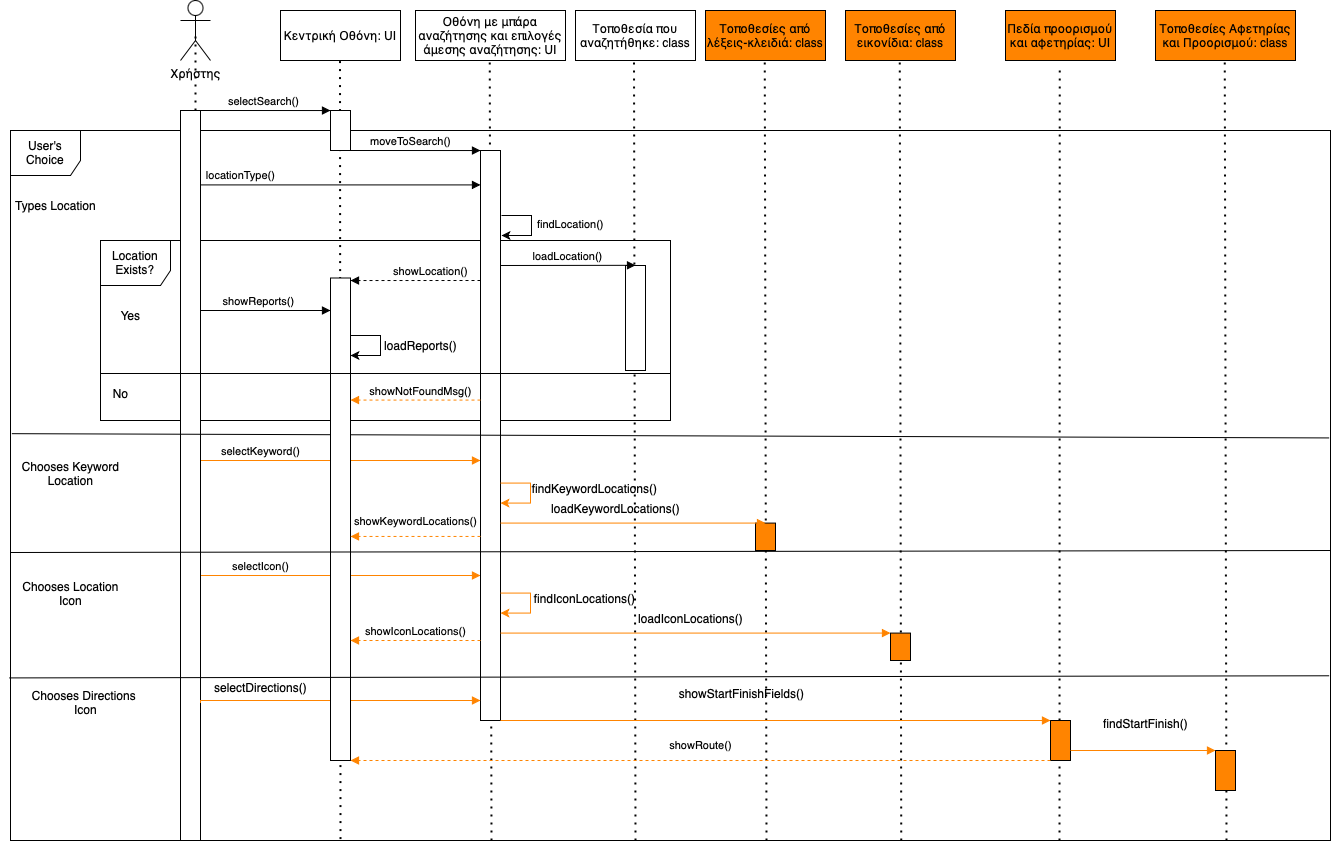 Χρήστης
Κεντρική Οθόνη: UI
Οθόνη με μπάρα
αναζήτησης και επιλογές
άμεσης αναζήτησης: UI
Τοποθεσία που
αναζητήθηκε: class
Τοποθεσίες από
λέξεις-κλειδιά: class
Τοποθεσίες από
εικονίδια: class
Πεδία προορισμού
και αφετηρίας: UI
Τοποθεσίες Αφετηρίας
και Προορισμού: class
selectSearch()
User's
Choice
moveToSearch()
locationType()
Types Location
findLocation()
Location
Exists?
loadLocation()
showLocation()
showReports()
Yes
loadReports()
No
showNotFoundMsg()
selectKeyword()
Chooses Keyword
Location
findKeywordLocations()
loadKeywordLocations()
showKeywordLocations()
selectIcon()
Chooses Location
Icon
findIconLocations()
loadIconLocations()
showIconLocations()
selectDirections()
Chooses Directions
Icon
showStartFinishFields()
findStartFinish()
showRoute()